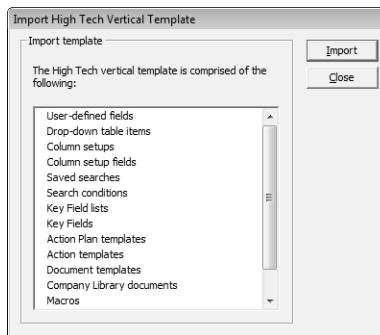 Import High Tech Vertical Template
Import template
The High Tech vertical template is comprised of the
following:
User-defined fields
Drop-down table items
Column setups
Column setup fields
Saved searches
Search conditions
Key Field lists
Key Fields
Action Plan templates
Action templates
Document templates
Company Library documents
Macros
Import
Close